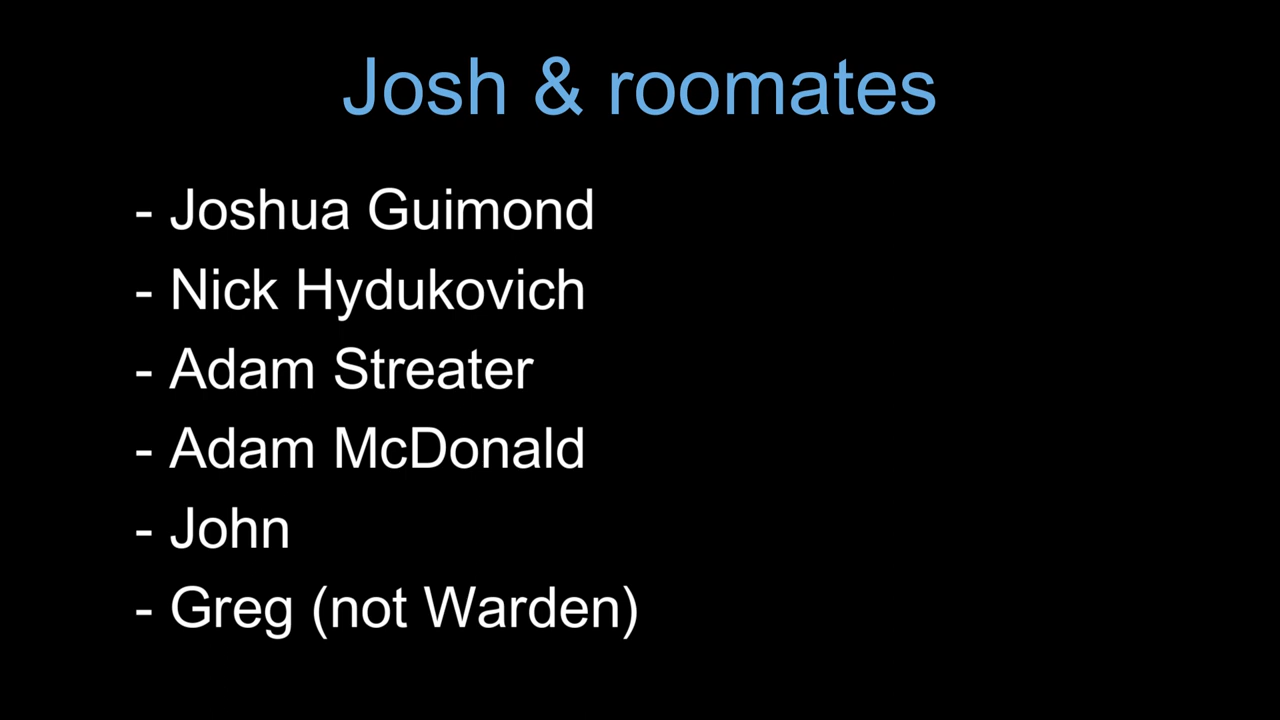 Josh & roomates
- Joshua Guimond
- Nick Hydukovich
- Adam Streater
- Adam McDonald
- John
- Greg (not Warden)